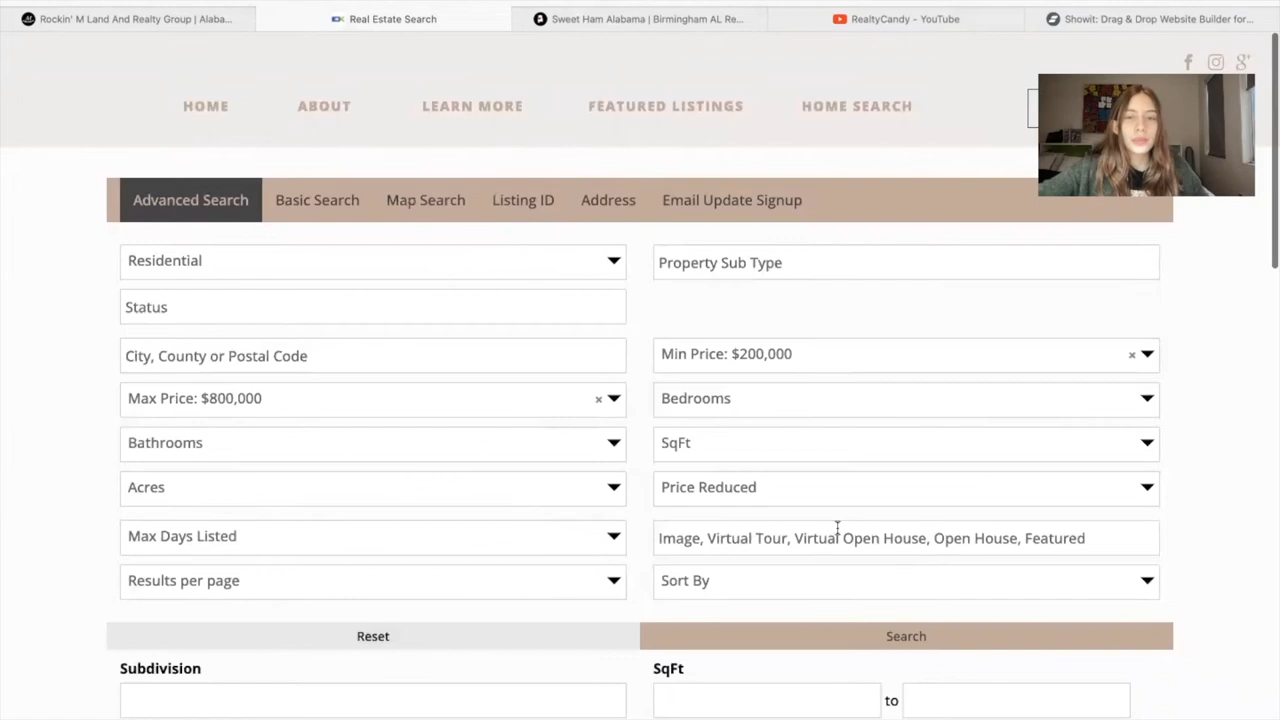 Rockin' M Land And Realty Group | Alaba...
Real Estate Search
Sweet Ham Alabama | Birmingham AL Re...
RealtyCandy - YouTube
Showit: Drag & Drop Website Builder for...
HOME
ABOUT
LEARN MORE
FEATURED LISTINGS
HOME SEARCH
Advanced Search
Basic Search
Map Search
Listing ID
Address
Email Update Signup
Residential
Property Sub Type
Status
City, County or Postal Code
Min Price: $200,000
×
Max Price: $800,000
×
Bedrooms
Bathrooms
SqFt
Acres
Price Reduced
Max Days Listed
Image, Virtual Tour, Virtual Open House, Open House, Featured
Results per page
Sort By
Reset
Search
Subdivision
SqFt
to